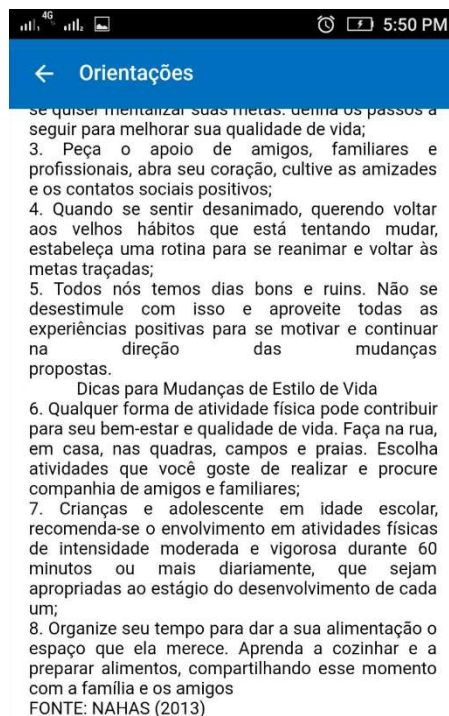 4G 5:50 PM
Orientações
se quiser mentalizar suas metas: defina os passos a
seguir para melhorar sua qualidade de vida;
3. Peça o apoio de amigos, familiares e
profissionais, abra seu coração, cultive as amizades
e os contatos sociais positivos;
4. Quando se sentir desanimado, querendo voltar
aos velhos hábitos que está tentando mudar,
estabeleça uma rotina para se reanimar e voltar às
metas traçadas;
5. Todos nós temos dias bons e ruins. Não se
desestimule com isso e aproveite todas as
experiências positivas para se motivar e continuar
na direção das mudanças
propostas.
Dicas para Mudanças de Estilo de Vida
6. Qualquer forma de atividade física pode contribuir
para seu bem-estar e qualidade de vida. Faça na rua,
em casa, nas quadras, campos e praias. Escolha
atividades que você goste de realizar e procure
companhia de amigos e familiares;
7. Crianças e adolescente em idade escolar,
recomenda-se o envolvimento em atividades físicas
de intensidade moderada e vigorosa durante 60
minutos ou mais diariamente, que sejam
apropriadas ao estágio do desenvolvimento de cada
um;
8. Organize seu tempo para dar a sua alimentação o
espaço que ela merece. Aprenda a cozinhar e a
preparar alimentos, compartilhando esse momento
com a família e os amigos
FONTE: NAHAS (2013)